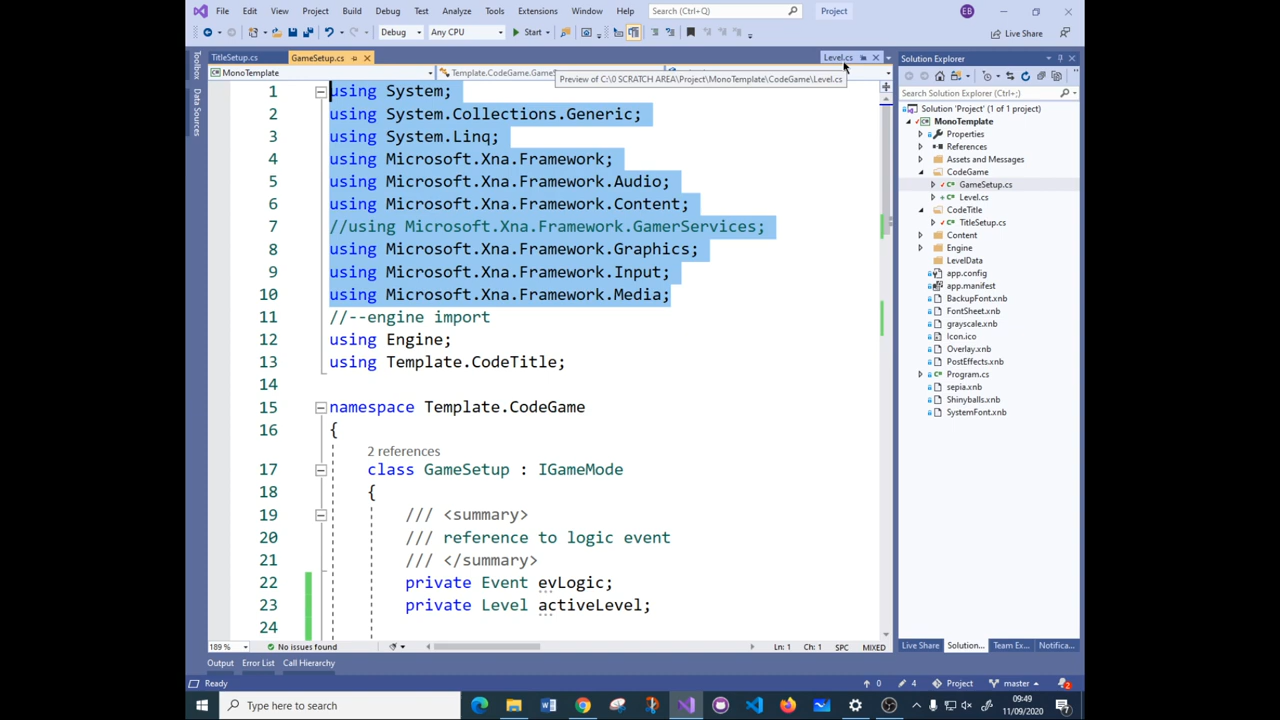 File Edit View Project Build Debug Test Analyze Tools Extensions Window Help Search (Ctrl+Q) Project EB
Debug Any CPU Start Live Share
TitleSetup.cs GameSetup.cs Level.cs Solution Explorer
MonoTemplate Template.CodeGame.GameS
Preview of C:\0 SCRATCH AREA\Project\MonoTemplate\CodeGame\Level.cs
Toolbox
Data Sources
1 using System;
2 using System.Collections.Generic;
3 using System.Linq;
4 using Microsoft.Xna.Framework;
5 using Microsoft.Xna.Framework.Audio;
6 using Microsoft.Xna.Framework.Content;
7 //using Microsoft.Xna.Framework.GamerServices;
8 using Microsoft.Xna.Framework.Graphics;
9 using Microsoft.Xna.Framework.Input;
10 using Microsoft.Xna.Framework.Media;
11 //--engine import
12 using Engine;
13 using Template.CodeTitle;
14
15 namespace Template.CodeGame
16 {
2 references
17 class GameSetup : IGameMode
18 {
19 /// <summary>
20 /// reference to logic event
21 /// </summary>
22 private Event evLogic;
23 private Level activeLevel;
24
Search Solution Explorer (Ctrl+;)
Solution 'Project' (1 of 1 project)
MonoTemplate
Properties
References
Assets and Messages
CodeGame
GameSetup.cs
Level.cs
CodeTitle
TitleSetup.cs
Content
Engine
LevelData
app.config
app.manifest
BackupFont.xnb
FontSheet.xnb
grayscale.xnb
Icon.ico
Overlay.xnb
PostEffects.xnb
Program.cs
sepia.xnb
Shinyballs.xnb
SystemFont.xnb
189 % No issues found Ln: 1 Ch: 1 SPC MIXED
Live Share Solution... Team Ex... Notifica...
Output Error List Call Hierarchy
Ready 0 4 Project master 2
Type here to search
09:49
11/09/2020